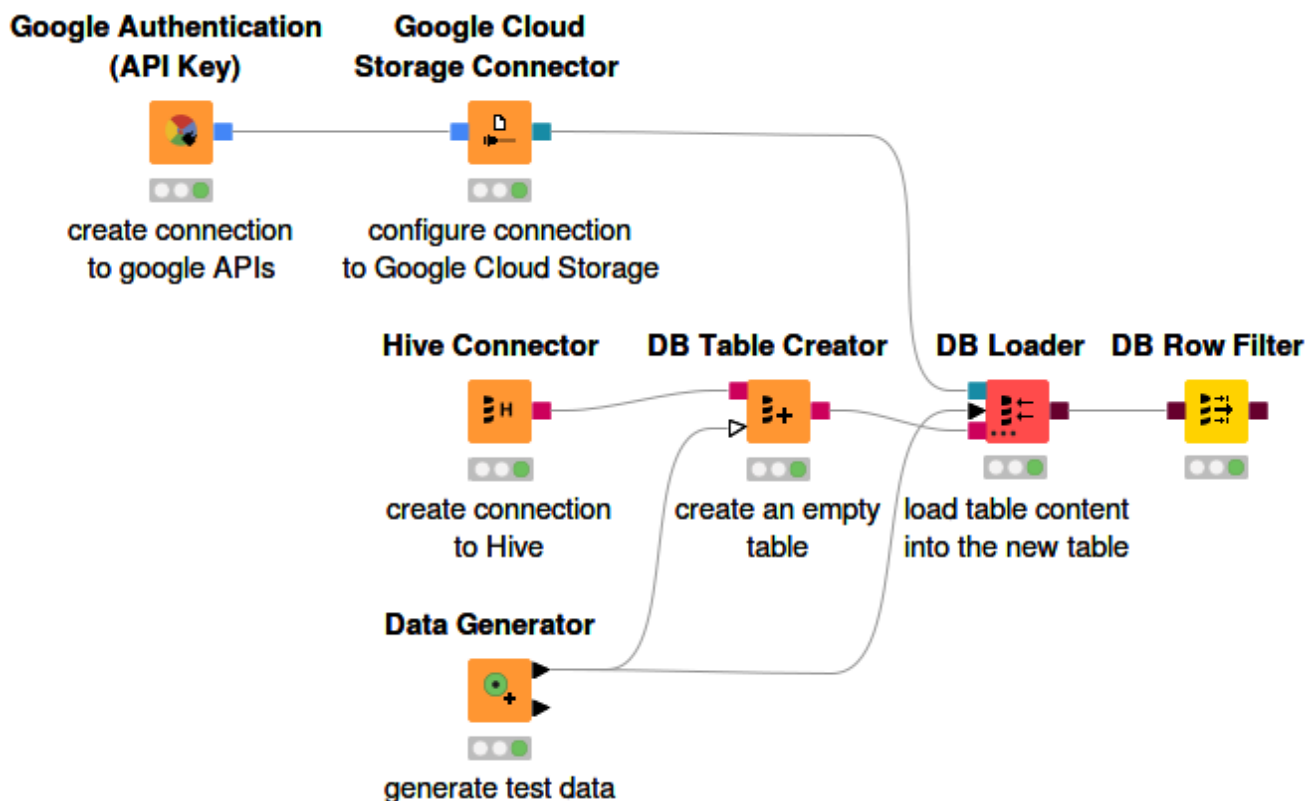 Google Authentication
(API Key)
Google Cloud
Storage Connector
create connection
to google APIs
configure connection
to Google Cloud Storage
Hive Connector
DB Table Creator
DB Loader
DB Row Filter
H
create connection
to Hive
create an empty
table
load table content
into the new table
Data Generator
generate test data